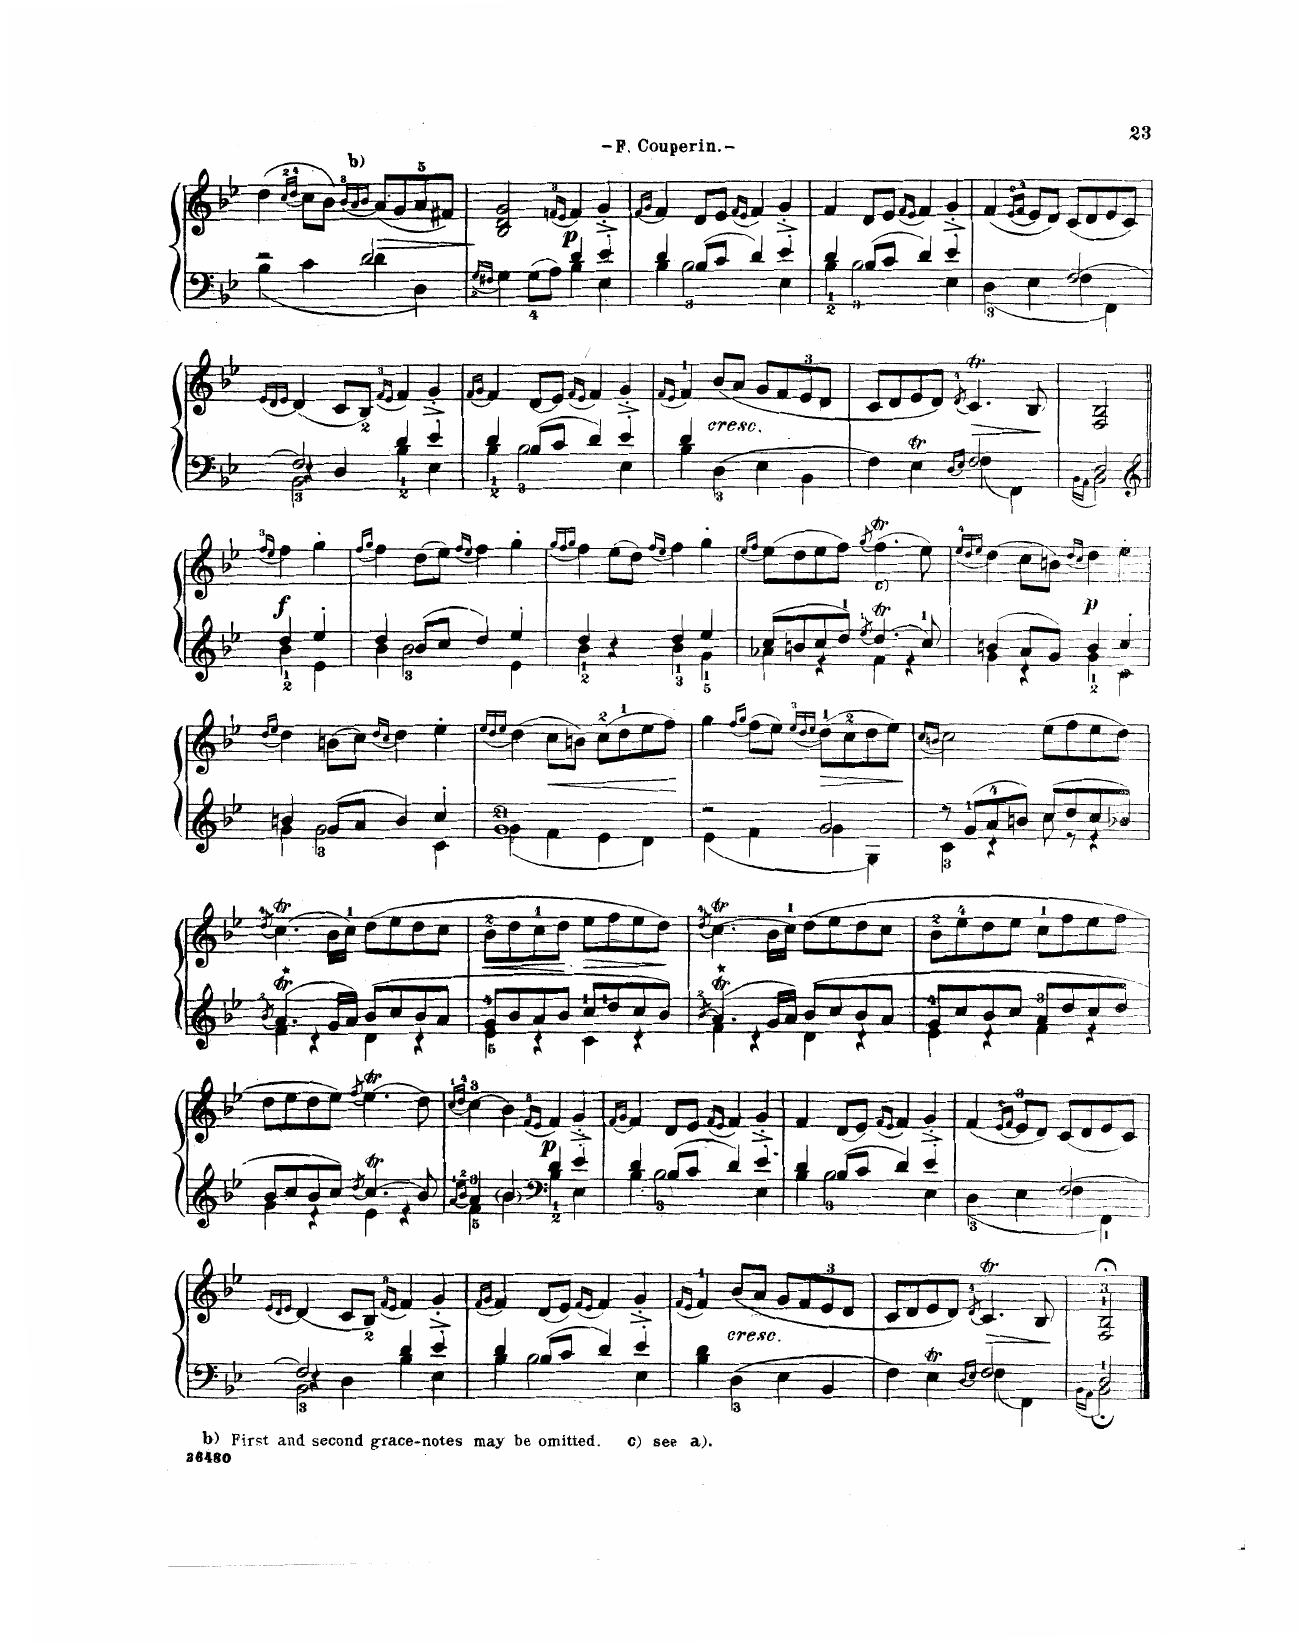 23
-F. Couperin.-
b)
p
cresc.
f
c)
p
p
cresc.
b) First and second grace-notes may be omitted. c) see a).
26480